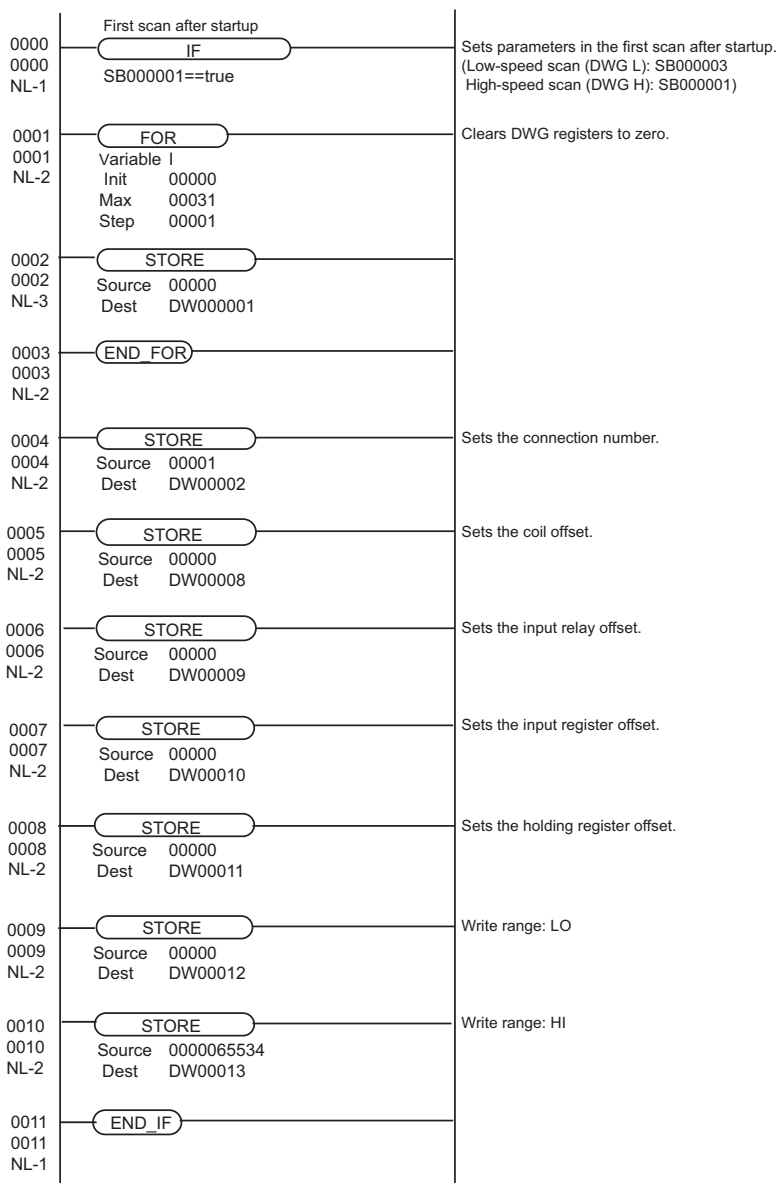 First scan after startup
0000
0000
NL-1
IF
SB000001==true
Sets parameters in the first scan after startup.
(Low-speed scan (DWG L): SB000003
High-speed scan (DWG H): SB000001)
0001
0001
NL-2
FOR
Variable I
Init 00000
Max 00031
Step 00001
Clears DWG registers to zero.
0002
0002
NL-3
STORE
Source 00000
Dest DW000001
0003
0003
NL-2
END_FOR
0004
0004
NL-2
STORE
Source 00001
Dest DW00002
Sets the connection number.
0005
0005
NL-2
STORE
Source 00000
Dest DW00008
Sets the coil offset.
0006
0006
NL-2
STORE
Source 00000
Dest DW00009
Sets the input relay offset.
0007
0007
NL-2
STORE
Source 00000
Dest DW00010
Sets the input register offset.
0008
0008
NL-2
STORE
Source 00000
Dest DW00011
Sets the holding register offset.
0009
0009
NL-2
STORE
Source 00000
Dest DW00012
Write range: LO
0010
0010
NL-2
STORE
Source 0000065534
Dest DW00013
Write range: HI
0011
0011
NL-1
END_IF